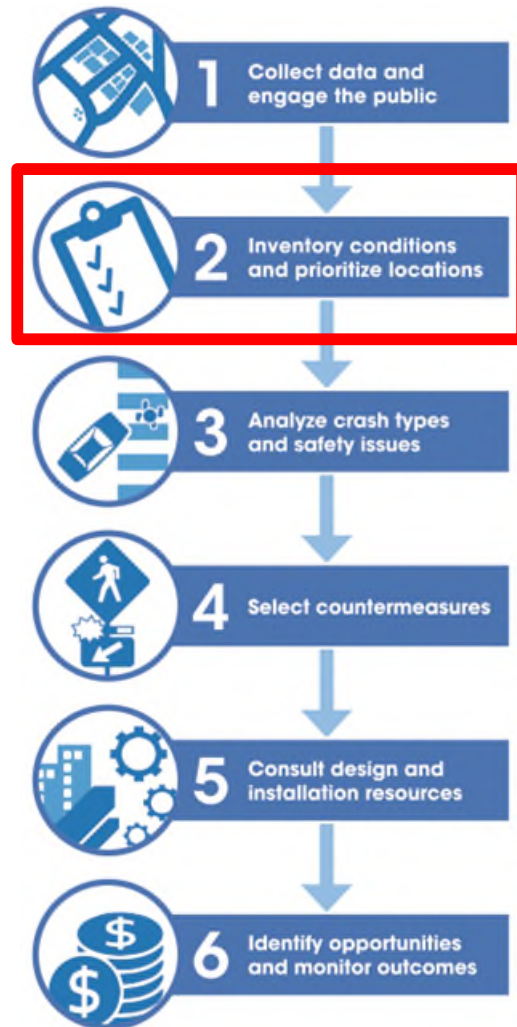 1 Collect data and
engage the public
2 Inventory conditions
and prioritize locations
3 Analyze crash types
and safety issues
4 Select countermeasures
5 Consult design and
installation resources
6 Identify opportunities
and monitor outcomes
$
$